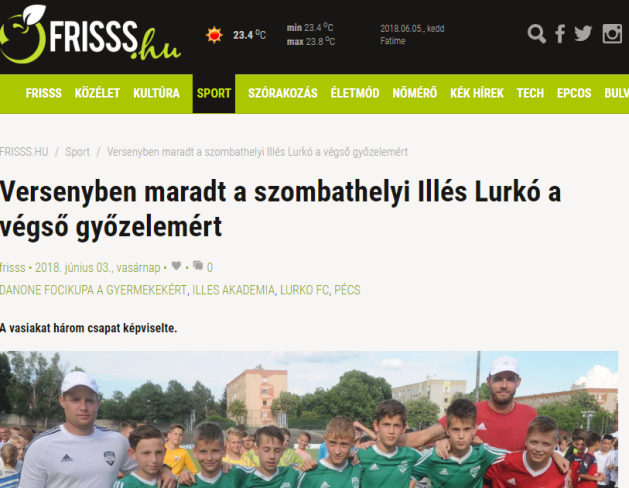 FRISSS.hu
23.4 °C
min 23.4 °C
max 23.8 °C
2018.06.05., kedd
Fatime
FRISSS KÖZÉLET KULTÚRA SPORT SZÓRAKOZÁS ÉLETMÓD NŐMÉRŐ KÉK HÍREK TECH EPCOS BULV
FRISSS.HU / Sport / Versenyben maradt a szombathelyi Illés Lurkó a végső győzelemért
Versenyben maradt a szombathelyi Illés Lurkó a
végső győzelemért
frisss • 2018. június 03., vasárnap • • 0
DANONE FOCIKUPA A GYERMEKEKÉRT, ILLES AKADEMIA, LURKO FC, PÉCS
A vasiakat három csapat képviselte.